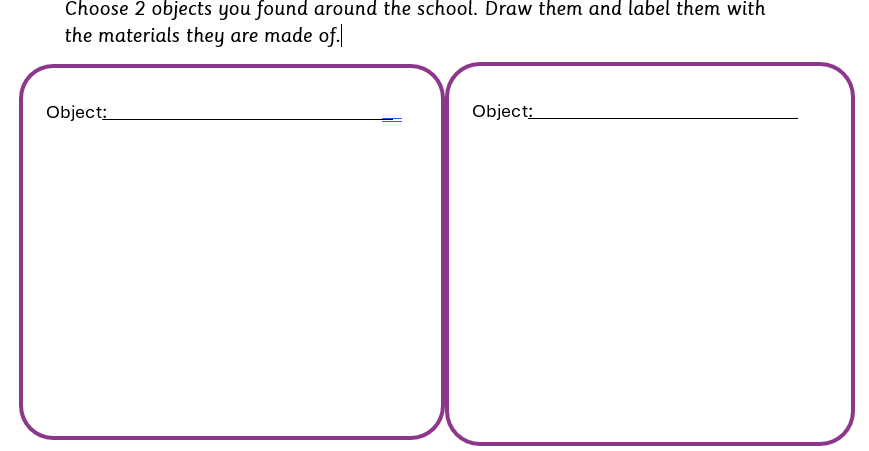 Choose 2 objects you found around the school. Draw them and label them with
the materials they are made of.
Object:
Object: